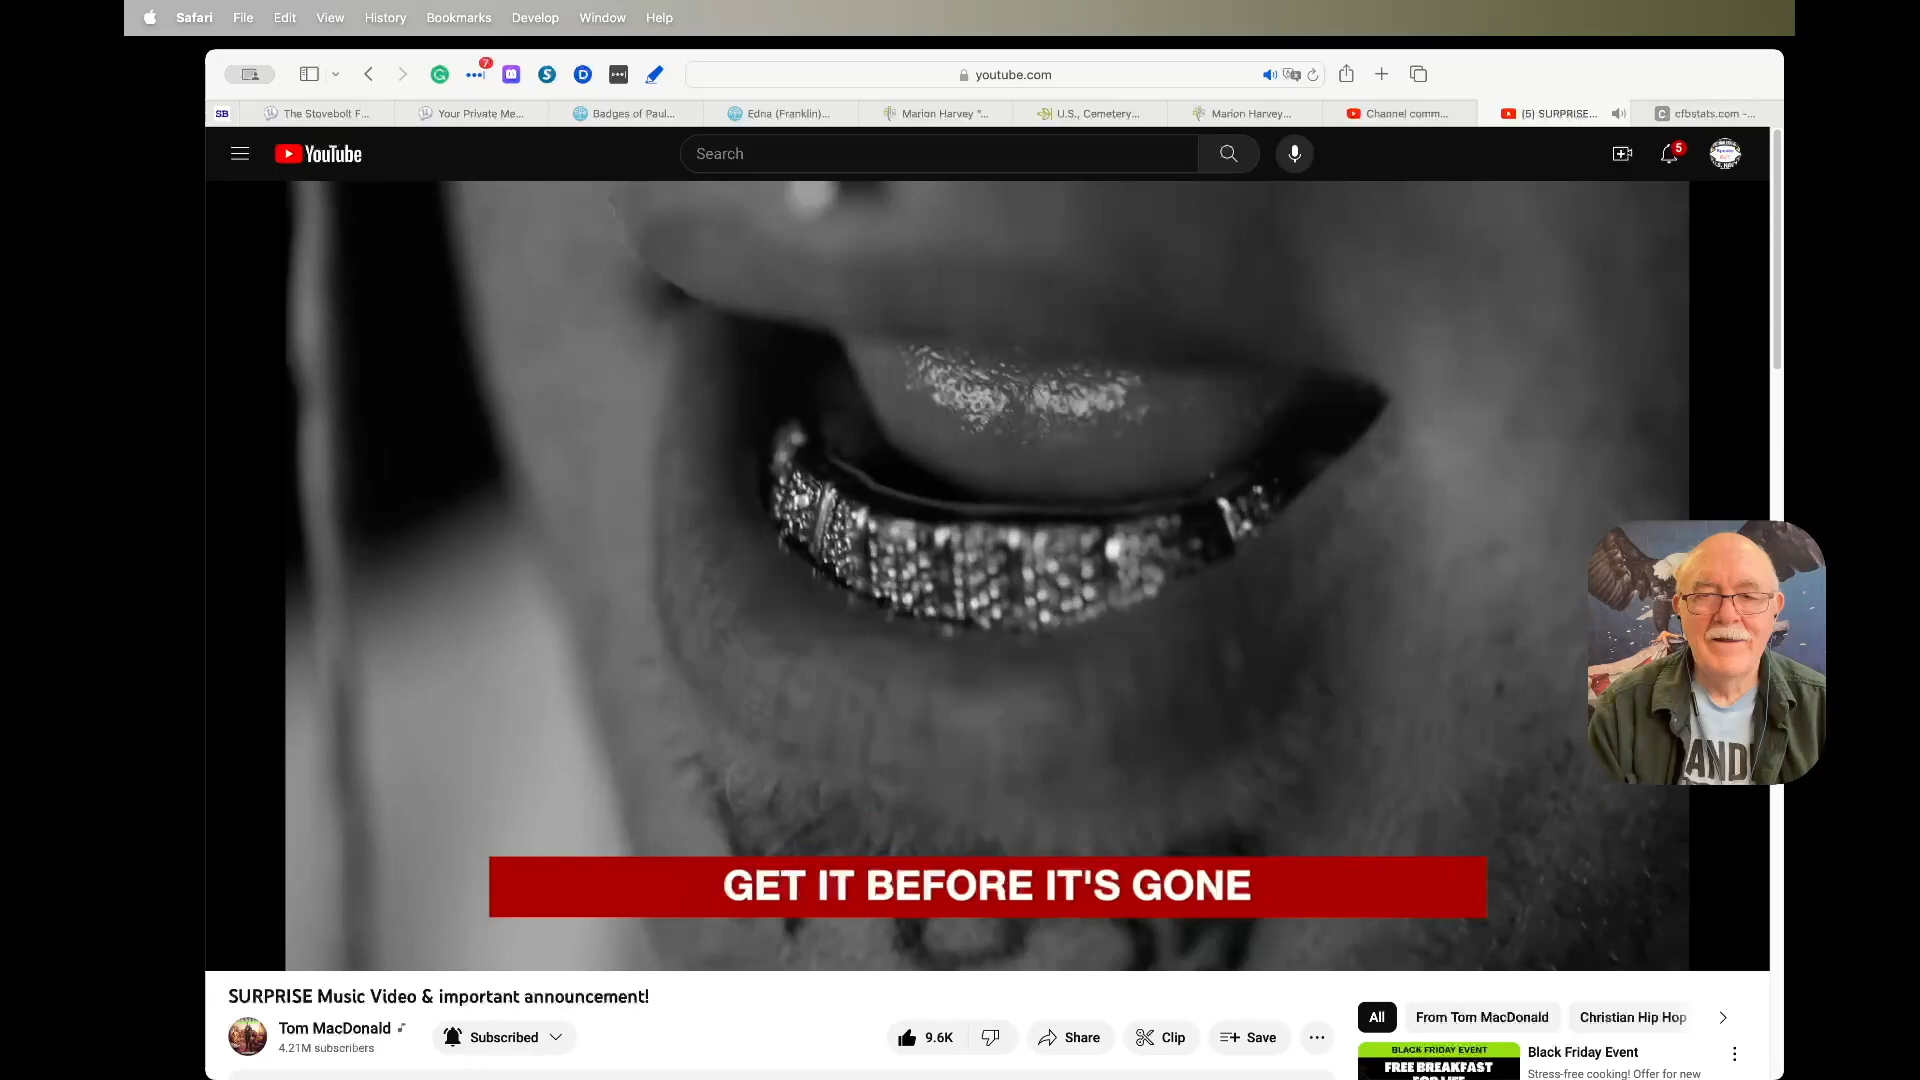 Safari File Edit View History Bookmarks Develop Window Help
7
youtube.com
SB The Stovebolt F... Your Private Me... Badges of Paul... Edna (Franklin)... Marion Harvey "... U.S., Cemetery... Marion Harvey... Channel comm... (5) SURPRISE... cfbstats.com -...
YouTube Search 5
GET IT BEFORE IT'S GONE
SURPRISE Music Video & important announcement!
Tom MacDonald
4.21M subscribers
Subscribed
9.6K Share Clip Save
All From Tom MacDonald Christian Hip Hop
BLACK FRIDAY EVENT
FREE BREAKFAST
Black Friday Event
Stress-free cooking! Offer for new